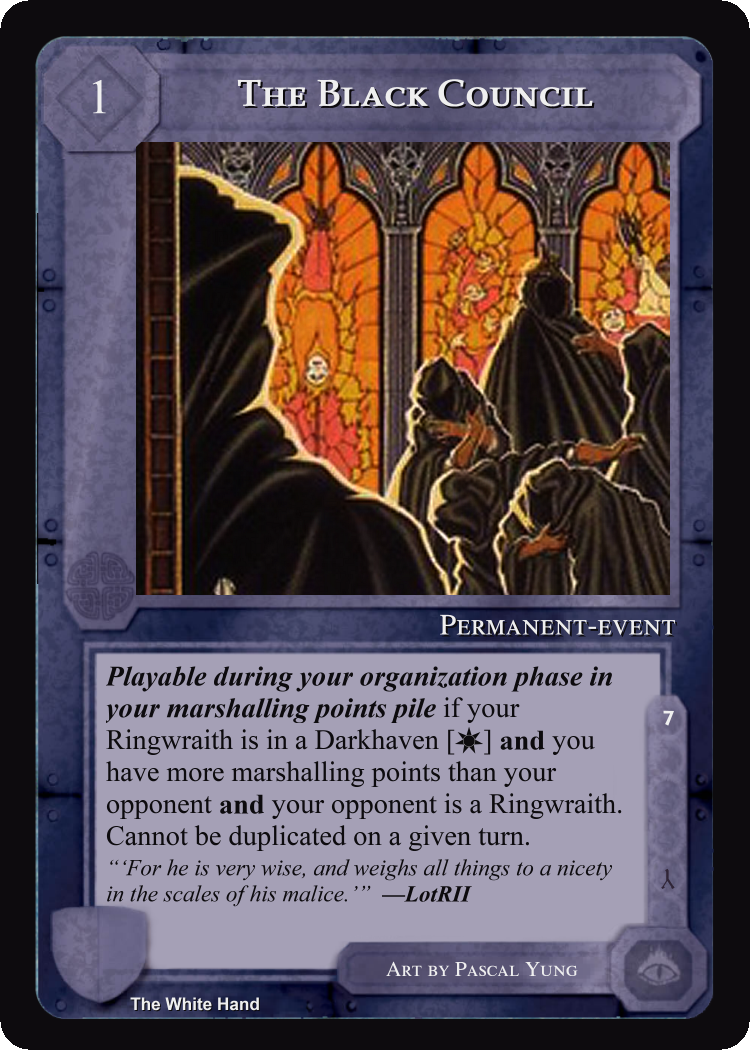 1
The Black Council
Permanent-event
Playable during your organization phase in
your marshalling points pile if your
Ringwraith is in a Darkhaven [✷] and you
have more marshalling points than your
opponent and your opponent is a Ringwraith.
Cannot be duplicated on a given turn.
“‘For he is very wise, and weighs all things to a nicety
in the scales of his malice.’” —LotRII
7
Art by Pascal Yung
The White Hand